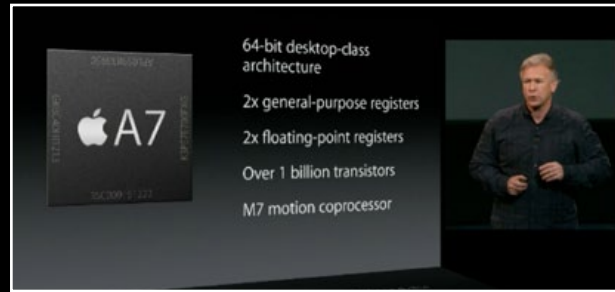 A7
64-bit desktop-class
architecture
2x general-purpose registers
2x floating-point registers
Over 1 billion transistors
M7 motion coprocessor